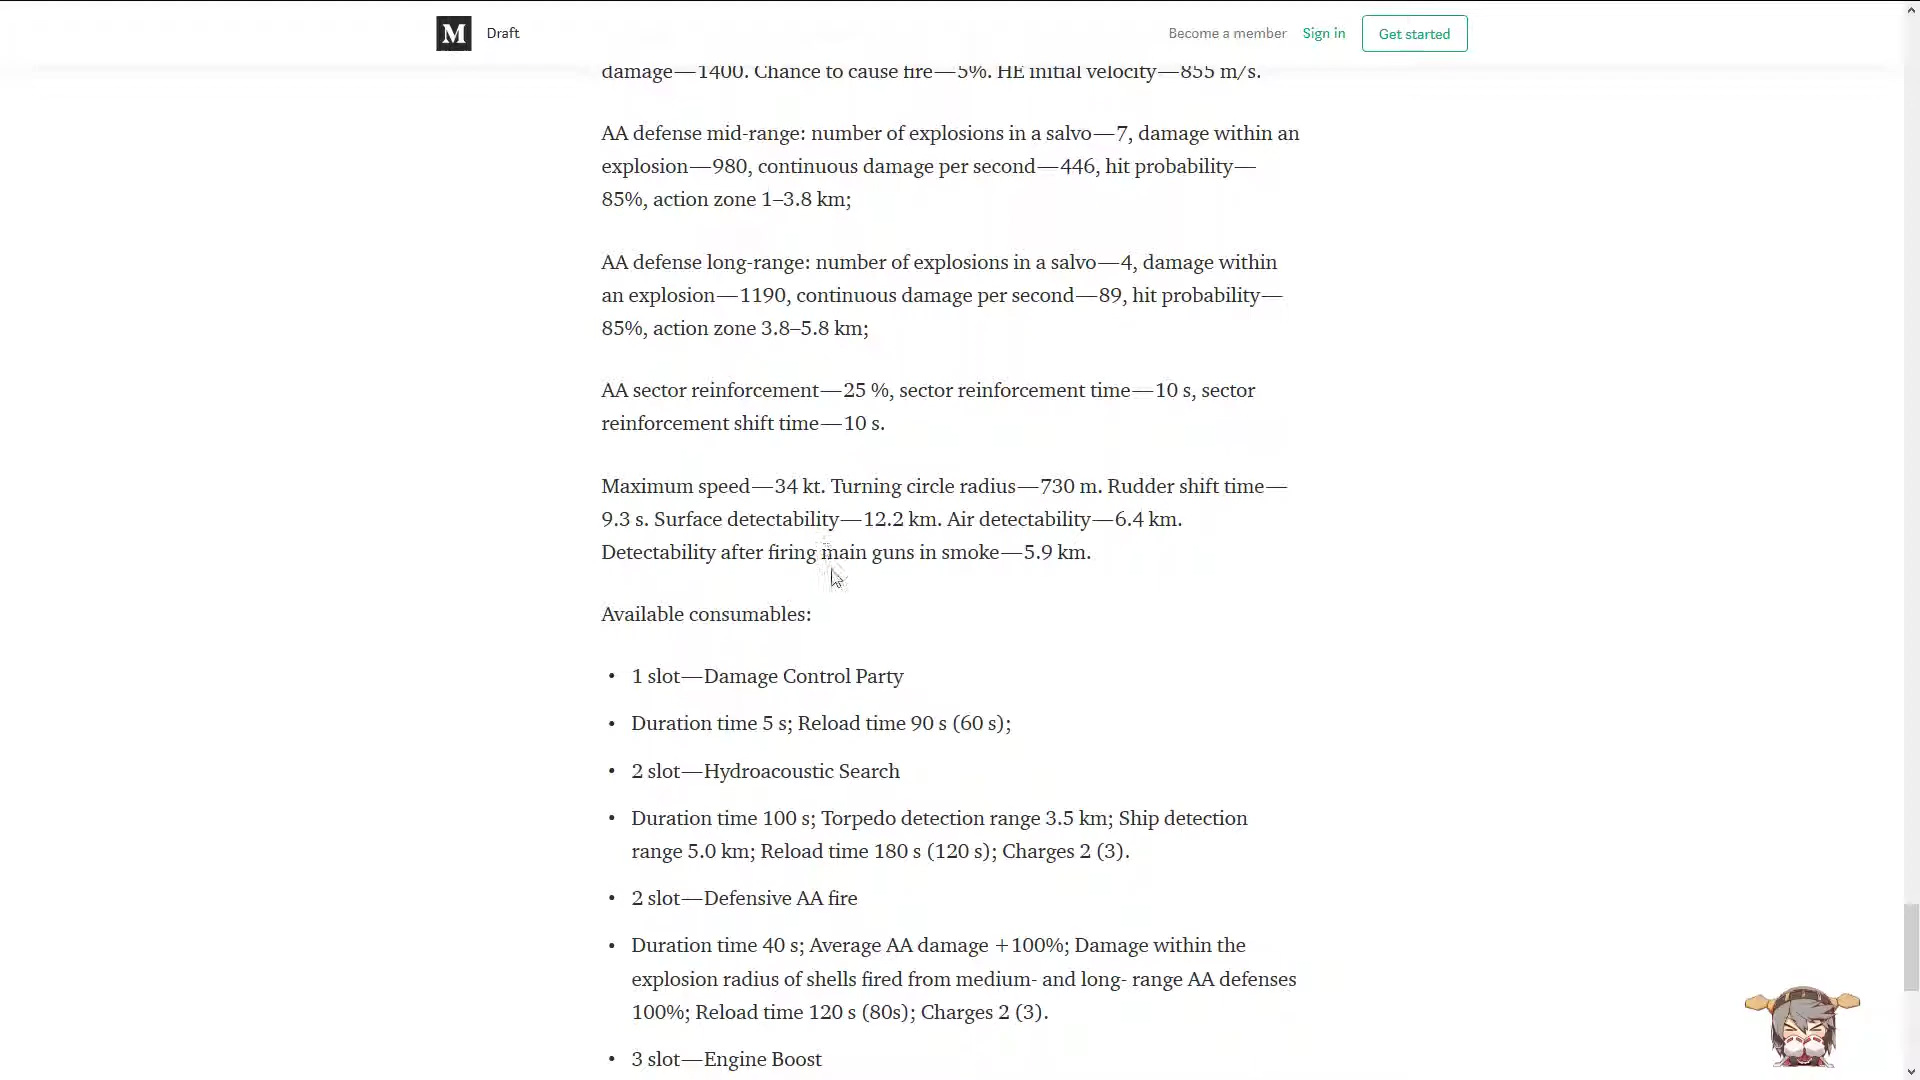 M Draft Become a member Sign in Get started
damage—1400. Chance to cause fire—5%. HE initial velocity—855 m/s.
AA defense mid-range: number of explosions in a salvo—7, damage within an
explosion—980, continuous damage per second—446, hit probability—
85%, action zone 1–3.8 km;
AA defense long-range: number of explosions in a salvo—4, damage within
an explosion—1190, continuous damage per second—89, hit probability—
85%, action zone 3.8–5.8 km;
AA sector reinforcement—25 %, sector reinforcement time—10 s, sector
reinforcement shift time—10 s.
Maximum speed—34 kt. Turning circle radius—730 m. Rudder shift time—
9.3 s. Surface detectability—12.2 km. Air detectability—6.4 km.
Detectability after firing main guns in smoke—5.9 km.
Available consumables:
• 1 slot—Damage Control Party
• Duration time 5 s; Reload time 90 s (60 s);
• 2 slot—Hydroacoustic Search
• Duration time 100 s; Torpedo detection range 3.5 km; Ship detection
range 5.0 km; Reload time 180 s (120 s); Charges 2 (3).
• 2 slot—Defensive AA fire
• Duration time 40 s; Average AA damage +100%; Damage within the
explosion radius of shells fired from medium- and long- range AA defenses
100%; Reload time 120 s (80s); Charges 2 (3).
• 3 slot—Engine Boost